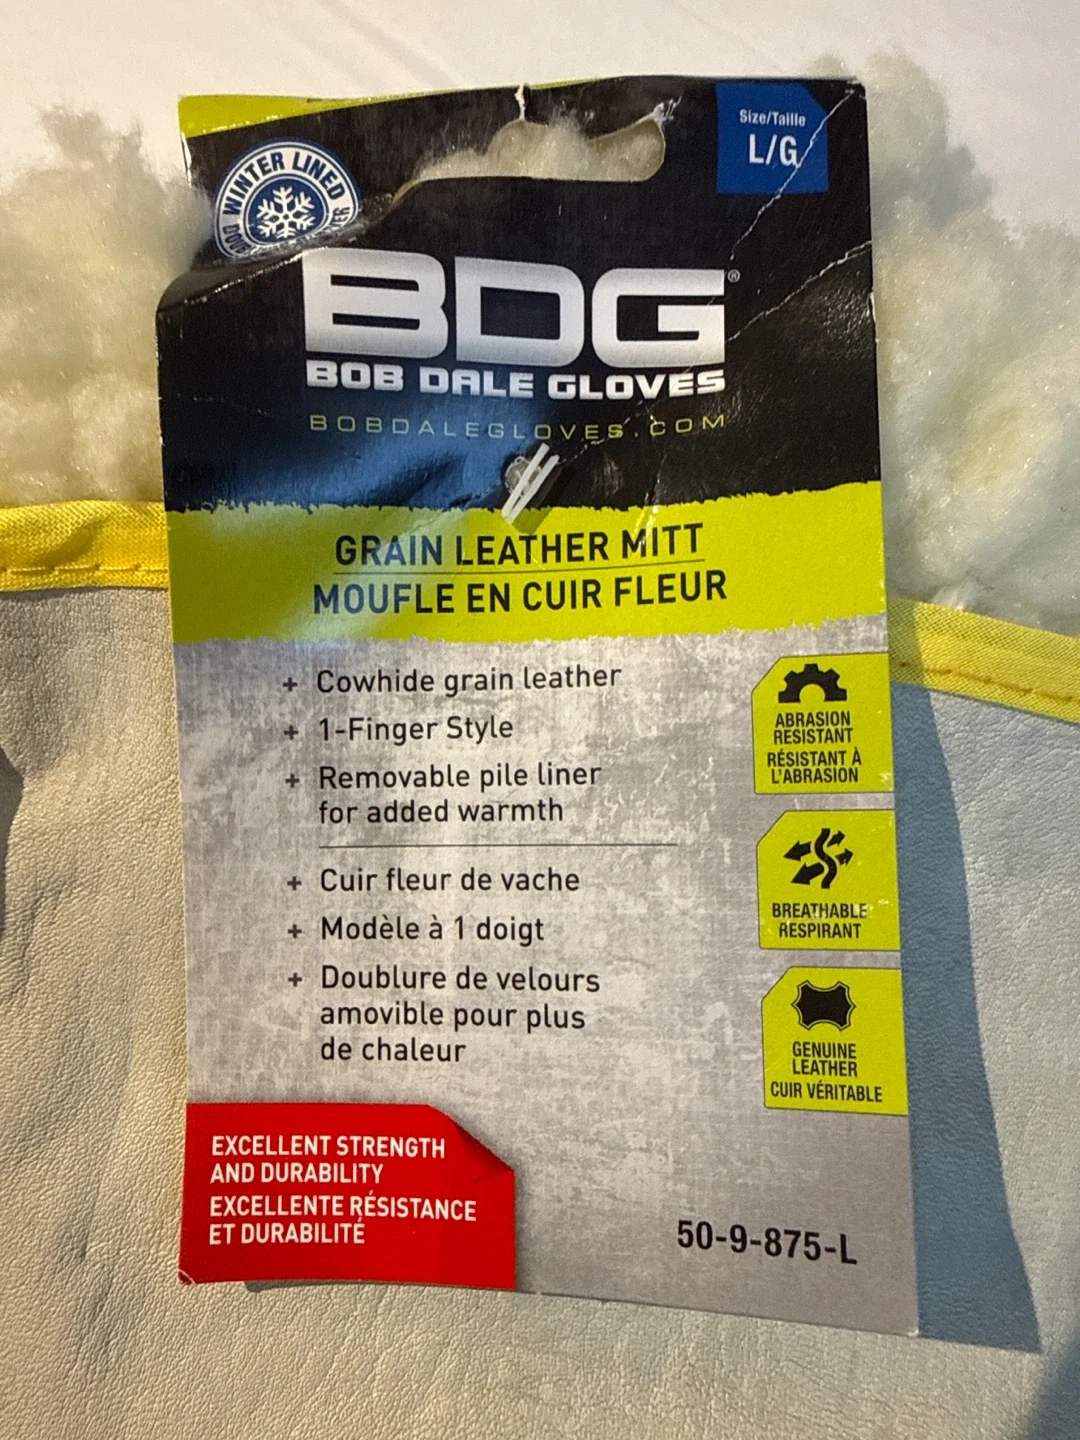 Size/Taille
L/G
WINTER LINED
BDG®
BOB DALE GLOVES
BOBDALEGLOVES.COM
GRAIN LEATHER MITT
MOUFLE EN CUIR FLEUR
+ Cowhide grain leather
+ 1-Finger Style
+ Removable pile liner
for added warmth
+ Cuir fleur de vache
+ Modèle à 1 doigt
+ Doublure de velours
amovible pour plus
de chaleur
ABRASION
RESISTANT
RÉSISTANT À
L'ABRASION
BREATHABLE
RESPIRANT
GENUINE
LEATHER
CUIR VÉRITABLE
EXCELLENT STRENGTH
AND DURABILITY
EXCELLENTE RÉSISTANCE
ET DURABILITÉ
50-9-875-L